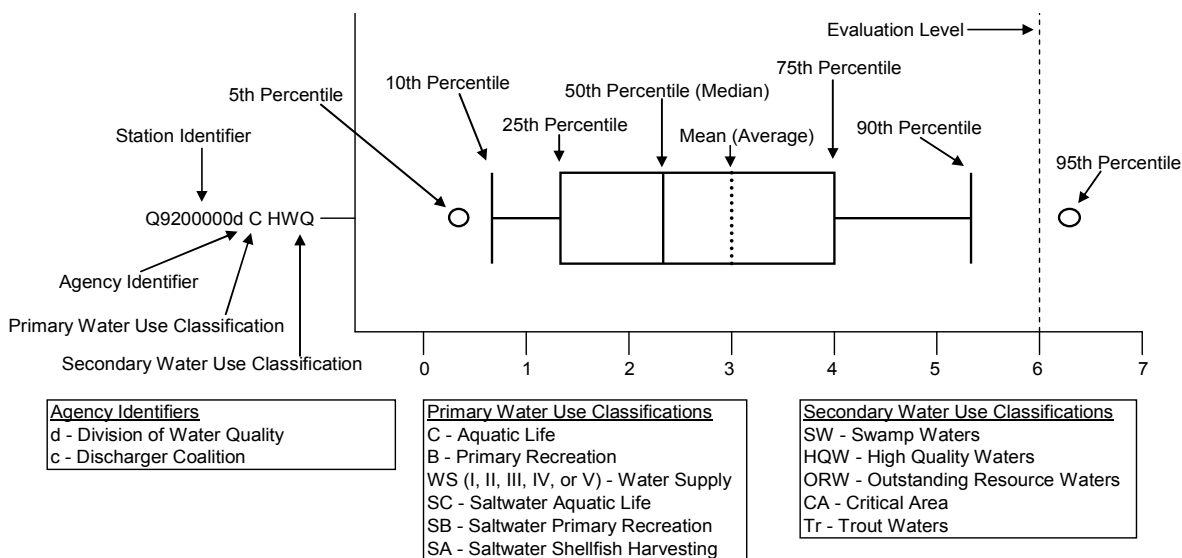 Evaluation Level
75th Percentile
10th Percentile
50th Percentile (Median)
5th Percentile
25th Percentile
Mean (Average)
90th Percentile
Station Identifier
95th Percentile
Q9200000d C HWQ
Agency Identifier
Primary Water Use Classification
Secondary Water Use Classification
0 1 2 3 4 5 6 7
Agency Identifiers
d - Division of Water Quality
c - Discharger Coalition
Primary Water Use Classifications
C - Aquatic Life
B - Primary Recreation
WS (I, II, III, IV, or V) - Water Supply
SC - Saltwater Aquatic Life
SB - Saltwater Primary Recreation
SA - Saltwater Shellfish Harvesting
Secondary Water Use Classifications
SW - Swamp Waters
HQW - High Quality Waters
ORW - Outstanding Resource Waters
CA - Critical Area
Tr - Trout Waters